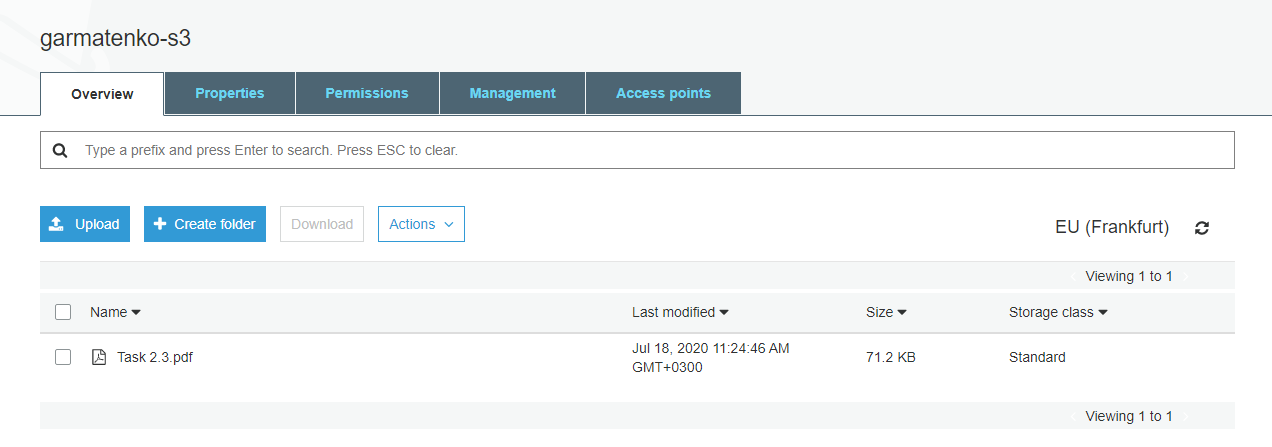 garmatenko-s3
Overview Properties Permissions Management Access points
Type a prefix and press Enter to search. Press ESC to clear.
Upload Create folder Download Actions EU (Frankfurt)
Viewing 1 to 1
Name Last modified Size Storage class
Task 2.3.pdf Jul 18, 2020 11:24:46 AM GMT+0300 71.2 KB Standard
Viewing 1 to 1